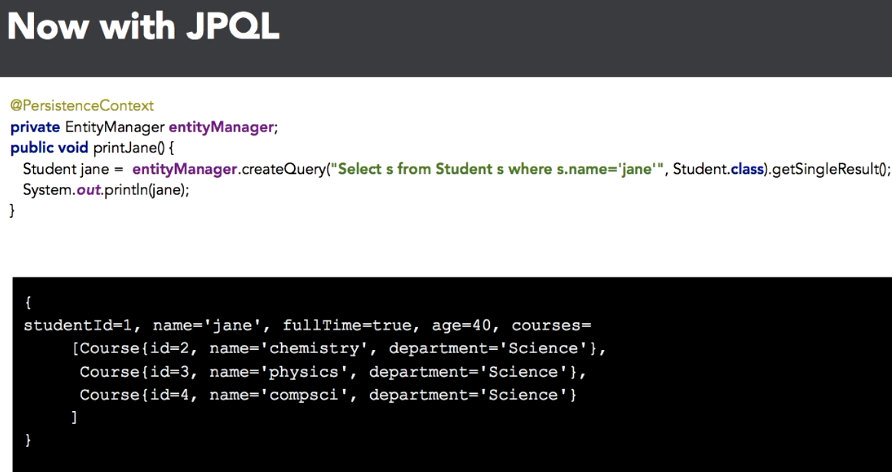 Now with JPQL
@PersistenceContext
private EntityManager entityManager;
public void printJane() {
Student jane = entityManager.createQuery("Select s from Student s where s.name='jane'", Student.class).getSingleResult();
System.out.println(jane);
}
{
studentId=1, name='jane', fullTime=true, age=40, courses=
[Course{id=2, name='chemistry', department='Science'},
Course{id=3, name='physics', department='Science'},
Course{id=4, name='compsci', department='Science'}
]
}